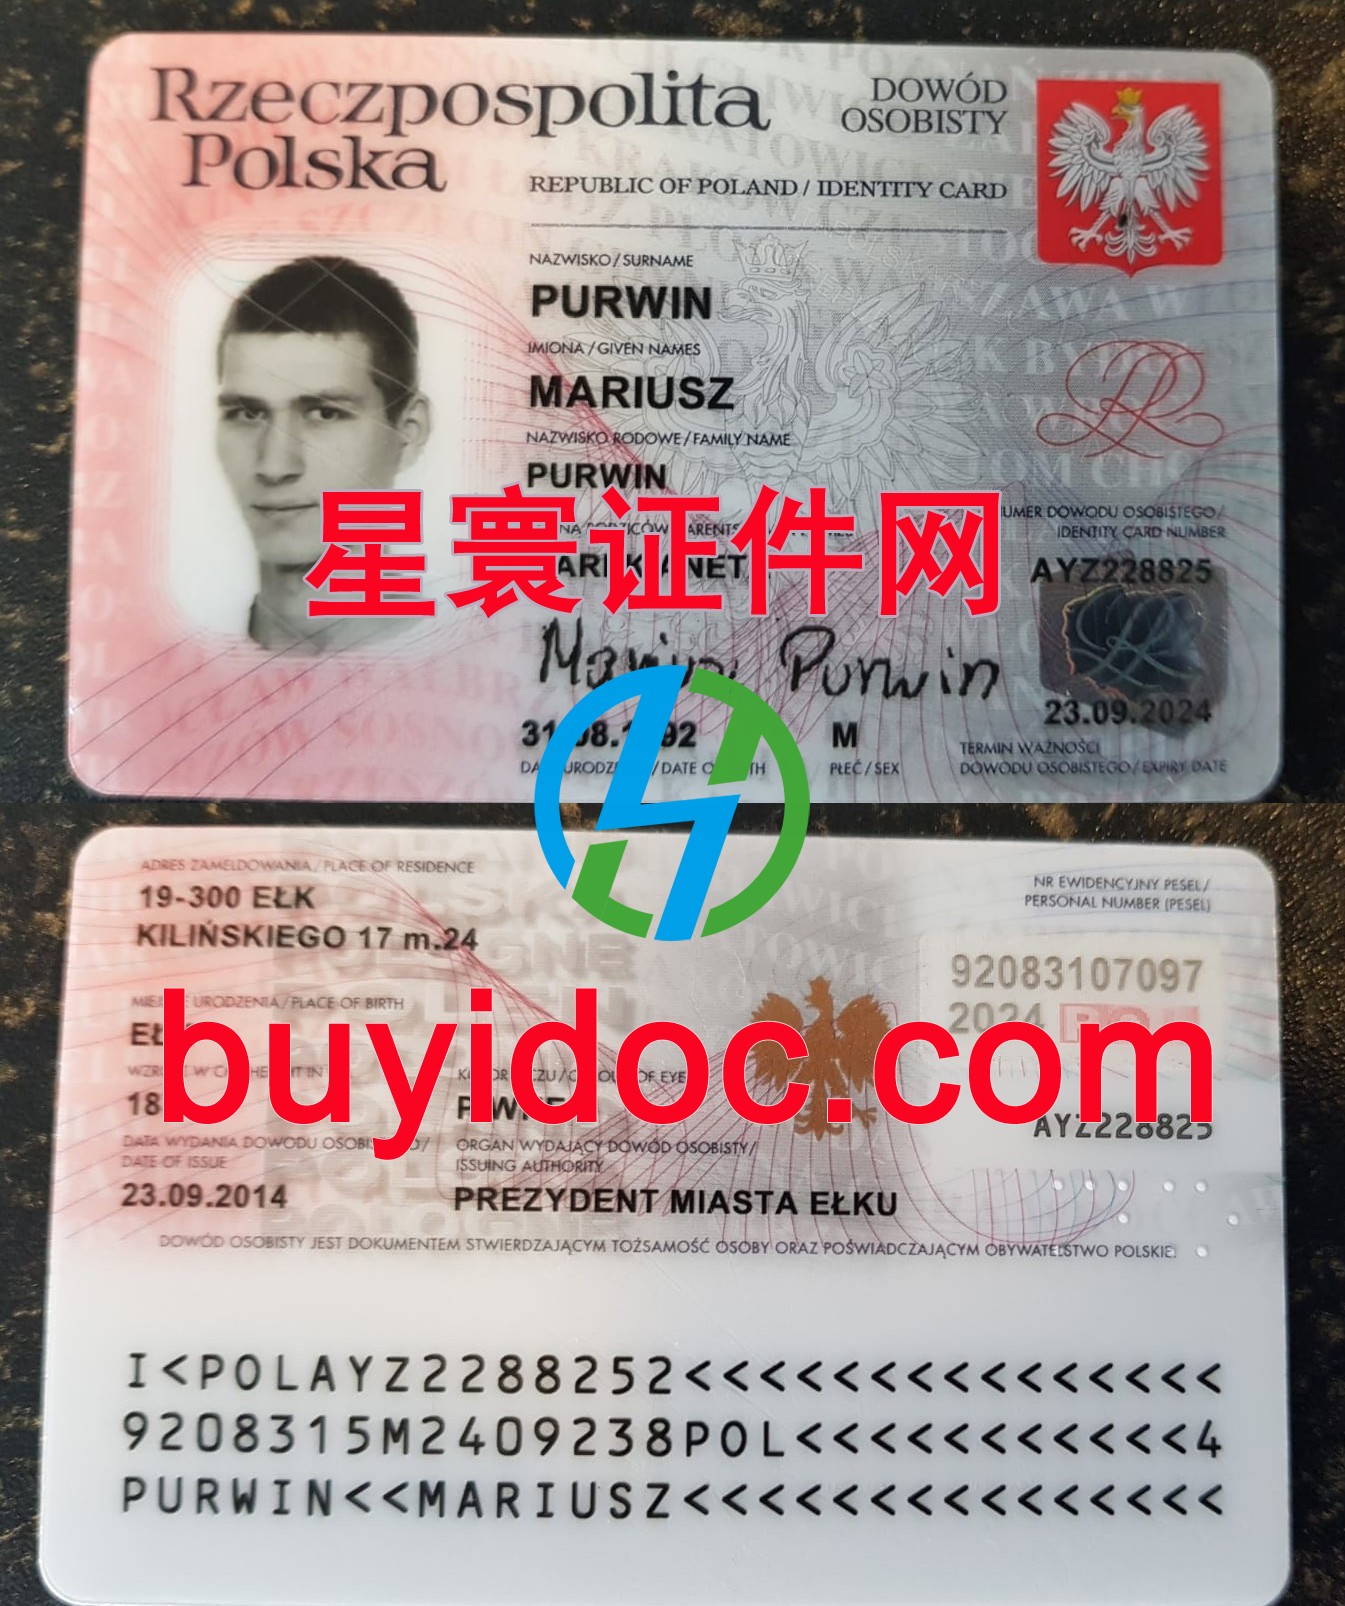 Rzeczpospolita
Polska
DOWÓD
OSOBISTY
REPUBLIC OF POLAND / IDENTITY CARD
NAZWISKO / SURNAME
PURWIN
IMIONA / GIVEN NAMES
MARIUSZ
NAZWISKO RODOWE / FAMILY NAME
PURWIN
星寰证件网
DOWODU OSOBISTEGO /
IDENTITY CARD NUMBER
AYZ228825
Mariusz Purwin
M
23.09.2024
PŁEĆ / SEX
TERMIN WAŻNOŚCI
DOWODU OSOBISTEGO / EXPIRY DATE
ADRES ZAMELDOWANIA / PLACE OF RESIDENCE
19-300 EŁK
KILIŃSKIEGO 17 m.24
NR EWIDENCYJNY PESEL /
PERSONAL NUMBER (PESEL)
92083107097
2024
URODZENIA / PLACE OF BIRTH
buyidoc.com
AYZ228825
DATA WYDANIA DOWODU
DATE OF ISSUE
23.09.2014
ORGAN WYDAJĄCY DOWÓD OSOBISTY /
ISSUING AUTHORITY
PREZYDENT MIASTA EŁKU
DOWÓD OSOBISTY JEST DOKUMENTEM STWIERDZAJĄCYM TOŻSAMOŚĆ OSOBY ORAZ POŚWIADCZAJĄCYM OBYWATELSTWO POLSKIE
I<POLAYZ2288252<<<<<<<<<<<<<<<
9208315M2409238POL<<<<<<<<<<<4
PURWIN<<MARIUSZ<<<<<<<<<<<<<<<